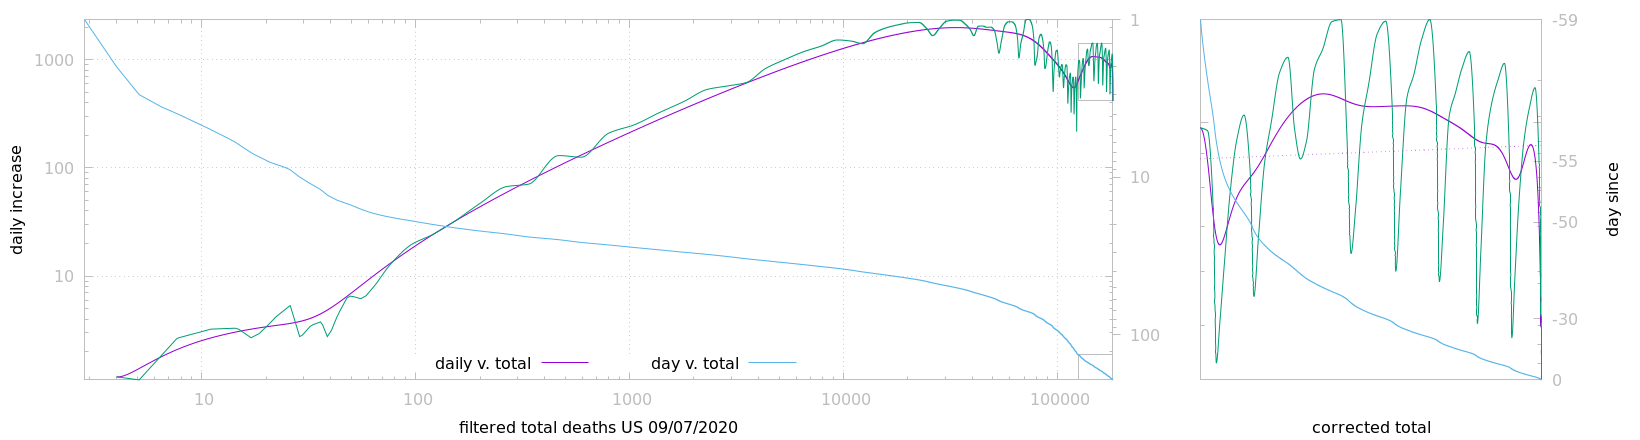 1000
100
10
daily increase
1
10
100
daily v. total
day v. total
10
100
1000
10000
100000
filtered total deaths US 09/07/2020
-59
-55
-50
-30
0
day since
corrected total